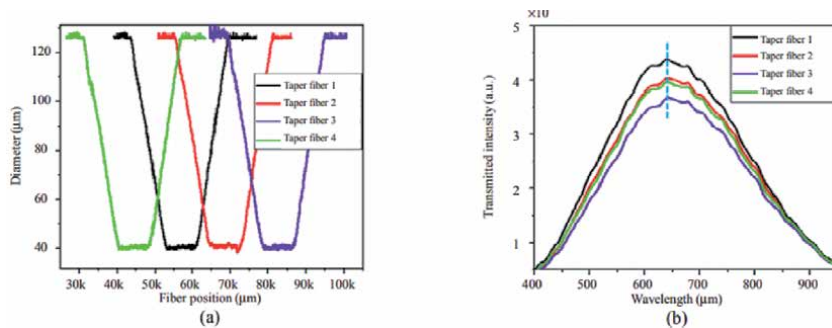 120
100
80
60
40
Diameter (μm)
Taper fiber 1
Taper fiber 2
Taper fiber 3
Taper fiber 4
30k 40k 50k 60k 70k 80k 90k 100k
Fiber position (μm)
(a)
×10
5
4
3
2
1
Transmitted intensity (a.u.)
Taper fiber 1
Taper fiber 2
Taper fiber 3
Taper fiber 4
400 500 600 700 800 900
Wavelength (μm)
(b)